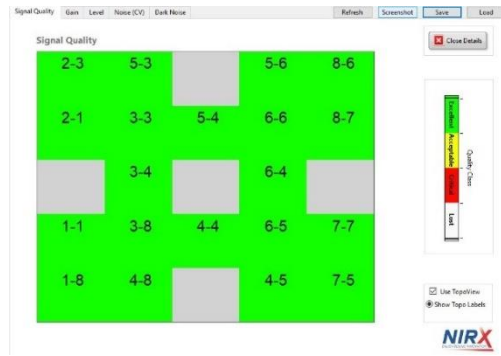 Signal Quality Gain Level Noise (CV) Dark Noise Refresh Screenshot Save Load
Signal Quality
Close Details
2-3 5-3 5-6 8-6
2-1 3-3 5-4 6-6 8-7
3-4 6-4
1-1 3-8 4-4 6-5 7-7
1-8 4-8 4-5 7-5
Excellent
Acceptable
Critical
Lost
Quality Class
Use TopoView
Show Topo Labels
NIRX